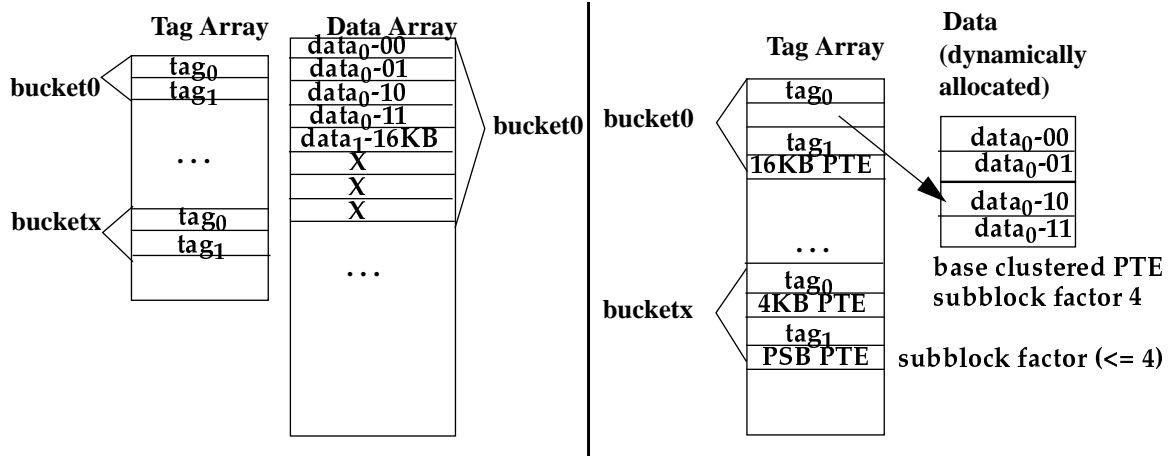 Tag Array
Data Array
bucket0
tag0
tag1
. . .
bucketx
tag0
tag1
data0-00
data0-01
data0-10
data0-11
data1-16KB
X
X
X
. . .
bucket0
Tag Array
Data
(dynamically
allocated)
bucket0
tag0
tag1
16KB PTE
. . .
bucketx
tag0
4KB PTE
tag1
PSB PTE
data0-00
data0-01
data0-10
data0-11
base clustered PTE
subblock factor 4
subblock factor (<= 4)